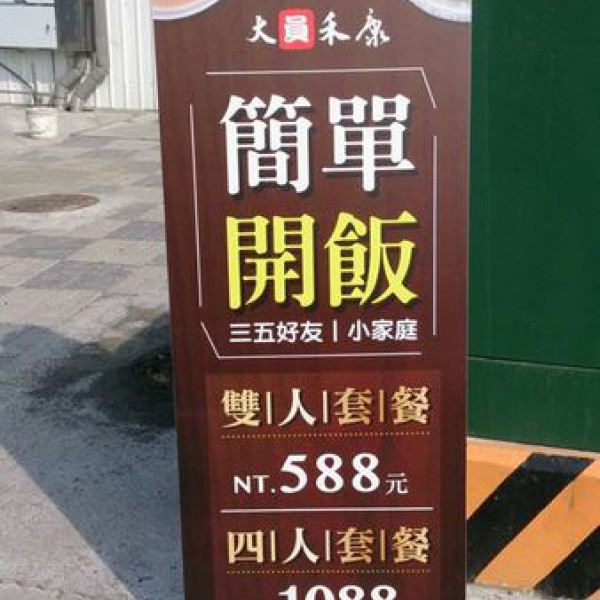 大員禾康
簡單
開飯
三五好友 | 小家庭
雙|人|套|餐
NT.588元
四|人|套|餐
1088